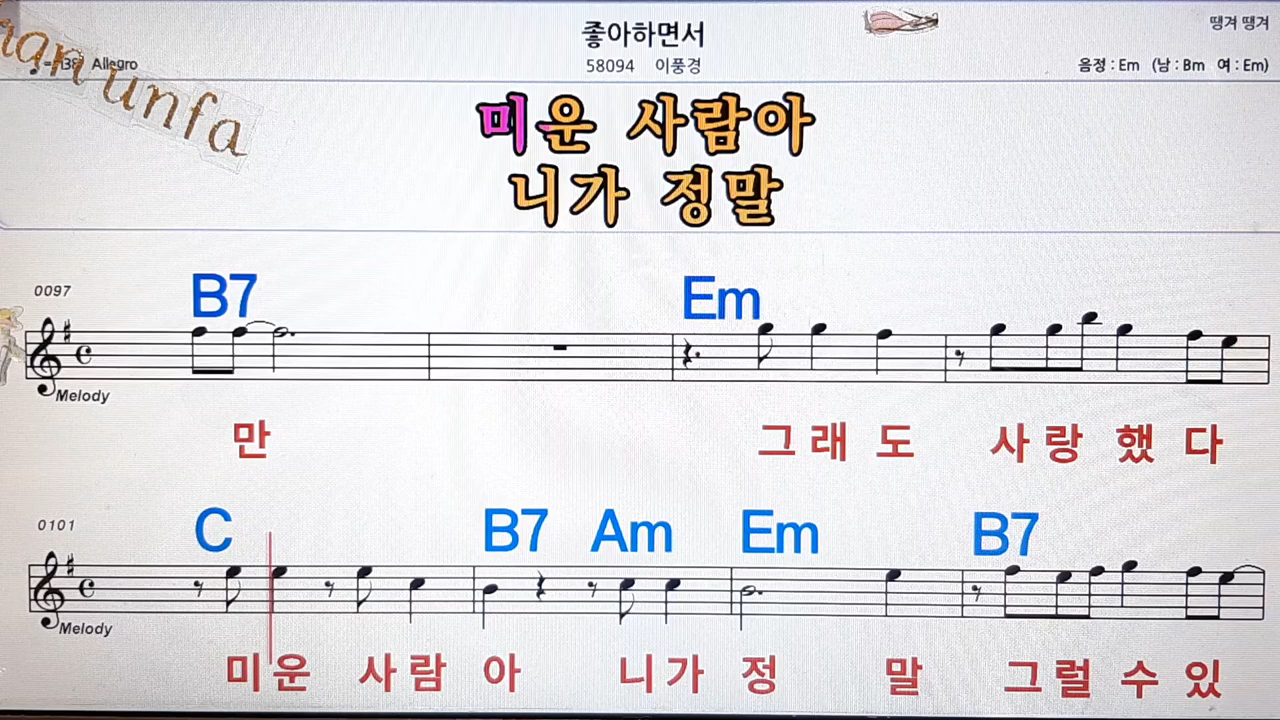 좋아하면서
땡겨 땡겨
58094 이풍경
Allegro
음정 : Em (남 : Bm 여 : Em)
unfa
미운 사람아
니가 정말
0097
B7 Em
Melody
만 그래도 사랑했다
0101
C B7 Am Em B7
Melody
미운 사람아 니가 정말 그럴수있